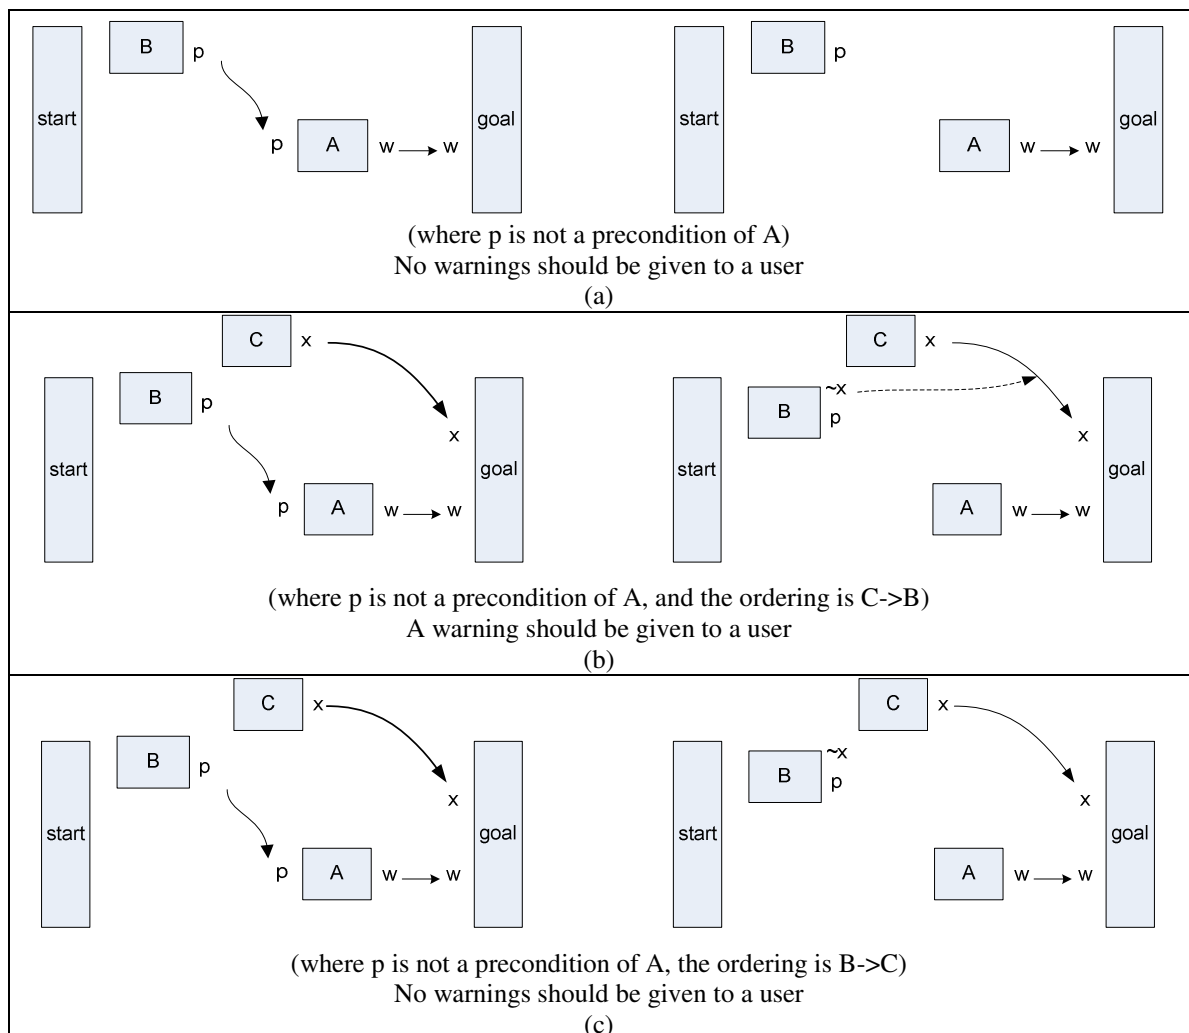 B p
start
p A w w
goal
B p
start
A w w
goal
(where p is not a precondition of A)
No warnings should be given to a user
(a)
C x
B p
x
start
goal
p A w w
C x
~x
B p
x
start
goal
A w w
(where p is not a precondition of A, and the ordering is C->B)
A warning should be given to a user
(b)
C x
B p
x
start
goal
p A w w
C x
~x
B p
x
start
goal
A w w
(where p is not a precondition of A, the ordering is B->C)
No warnings should be given to a user
(c)